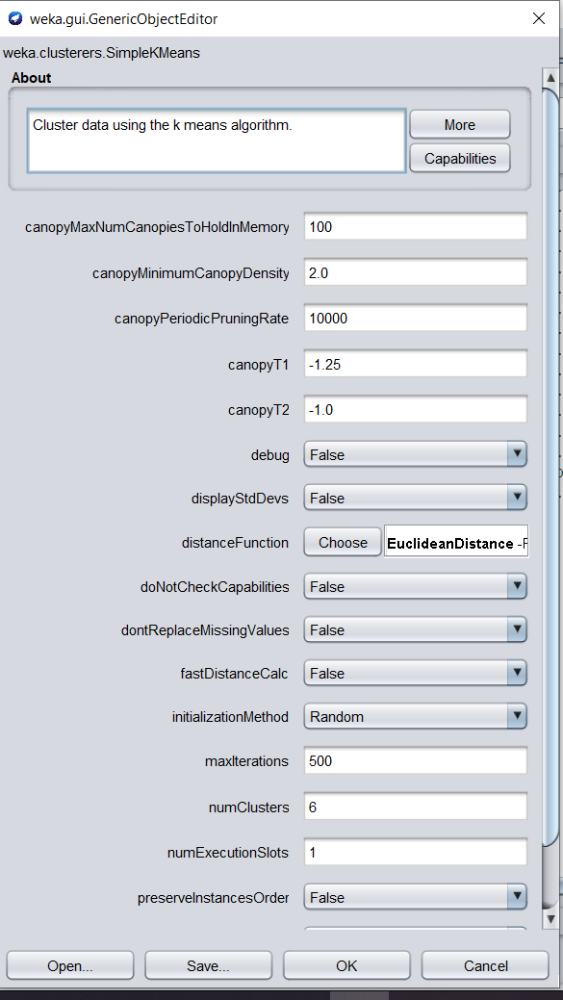 weka.gui.GenericObjectEditor
weka.clusterers.SimpleKMeans
About
Cluster data using the k means algorithm.
More
Capabilities
canopyMaxNumCanopiesToHoldInMemory 100
canopyMinimumCanopyDensity 2.0
canopyPeriodicPruningRate 10000
canopyT1 -1.25
canopyT2 -1.0
debug False
displayStdDevs False
distanceFunction Choose EuclideanDistance
doNotCheckCapabilities False
dontReplaceMissingValues False
fastDistanceCalc False
initializationMethod Random
maxIterations 500
numClusters 6
numExecutionSlots 1
preserveInstancesOrder False
Open... Save... OK Cancel